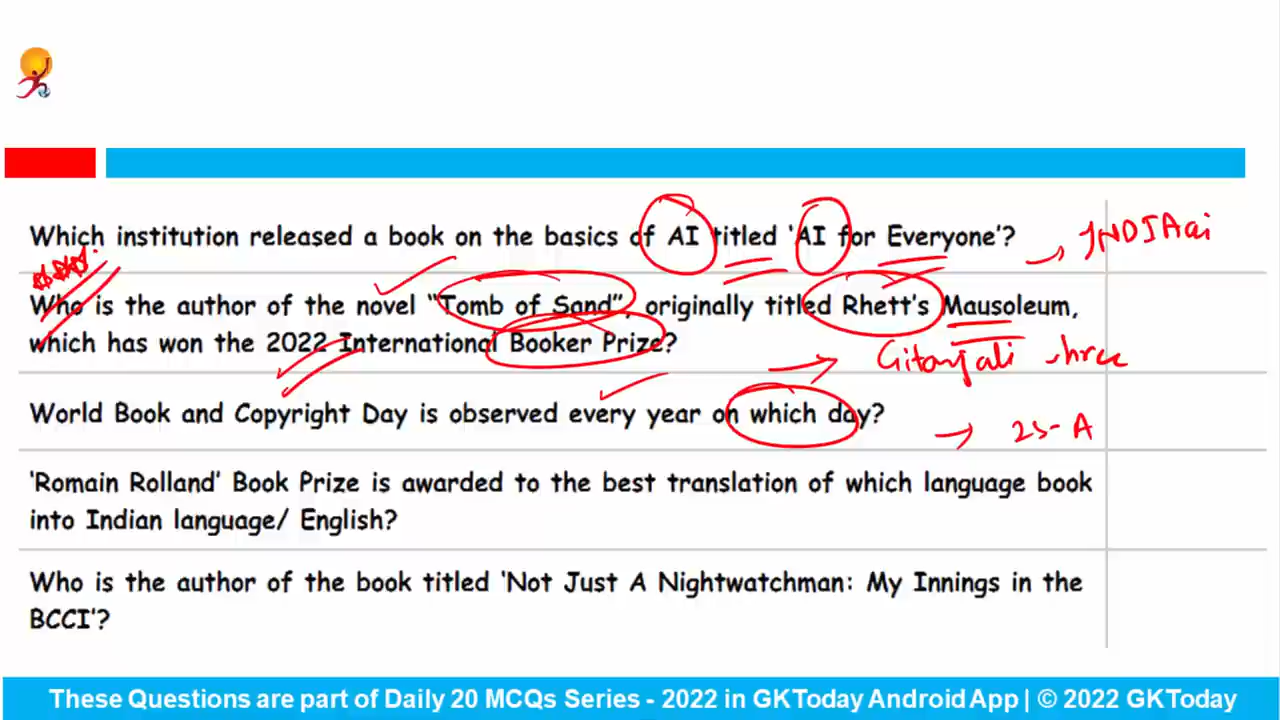 Which institution released a book on the basics of AI titled 'AI for Everyone'?
INDIAai
Who is the author of the novel "Tomb of Sand", originally titled Rhett's Mausoleum,
which has won the 2022 International Booker Prize?
Gitanjali shree
World Book and Copyright Day is observed every year on which day?
23-A
'Romain Rolland' Book Prize is awarded to the best translation of which language book
into Indian language/ English?
Who is the author of the book titled 'Not Just A Nightwatchman: My Innings in the
BCCI'?
These Questions are part of Daily 20 MCQs Series - 2022 in GKToday Android App | © 2022 GKToday